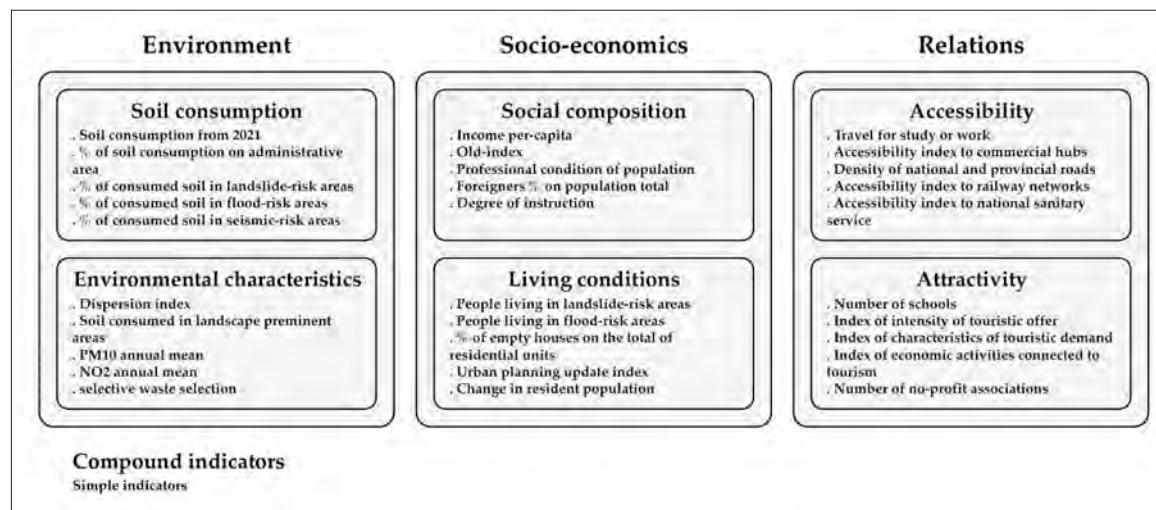 Environment
Soil consumption
. Soil consumption from 2021
. % of soil consumption on administrative
area
. % of consumed soil in landslide-risk areas
. % of consumed soil in flood-risk areas
. % of consumed soil in seismic-risk areas
Environmental characteristics
. Dispersion index
. Soil consumed in landscape prominent
areas
. PM10 annual mean
. NO2 annual mean
. selective waste selection
Socio-economics
Social composition
. Income per-capita
. Old-index
. Professional condition of population
. Foreigners % on population total
. Degree of instruction
Living conditions
. People living in landslide-risk areas
. People living in flood-risk areas
. % of empty houses on the total of
residential units
. Urban planning update index
. Change in resident population
Relations
Accessibility
. Travel for study or work
. Accessibility index to commercial hubs
. Density of national and provincial roads
. Accessibility index to railway networks
. Accessibility index to national sanitary
service
Attractivity
. Number of schools
. Index of intensity of touristic offer
. Index of characteristics of touristic demand
. Index of economic activities connected to
tourism
. Number of no-profit associations
Compound indicators
Simple indicators